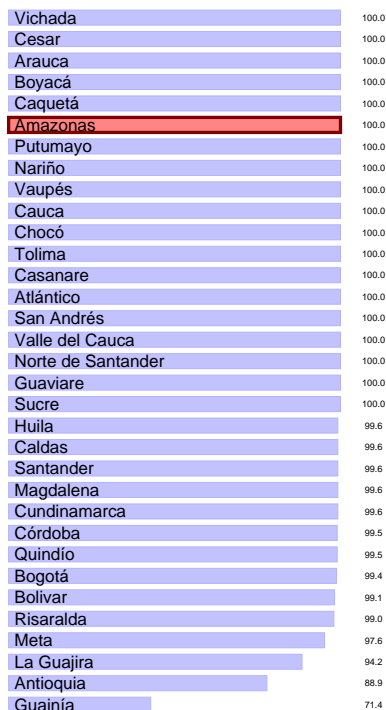 Vichada 100.0
Cesar 100.0
Arauca 100.0
Boyacá 100.0
Caquetá 100.0
Amazonas 100.0
Putumayo 100.0
Nariño 100.0
Vaupés 100.0
Cauca 100.0
Chocó 100.0
Tolima 100.0
Casanare 100.0
Atlántico 100.0
San Andrés 100.0
Valle del Cauca 100.0
Norte de Santander 100.0
Guaviare 100.0
Sucre 100.0
Huila 99.6
Caldas 99.6
Santander 99.6
Magdalena 99.6
Cundinamarca 99.6
Córdoba 99.5
Quindío 99.5
Bogotá 99.4
Bolivar 99.1
Risaralda 99.0
Meta 97.6
La Guajira 94.2
Antioquia 88.9
Guainía 71.4